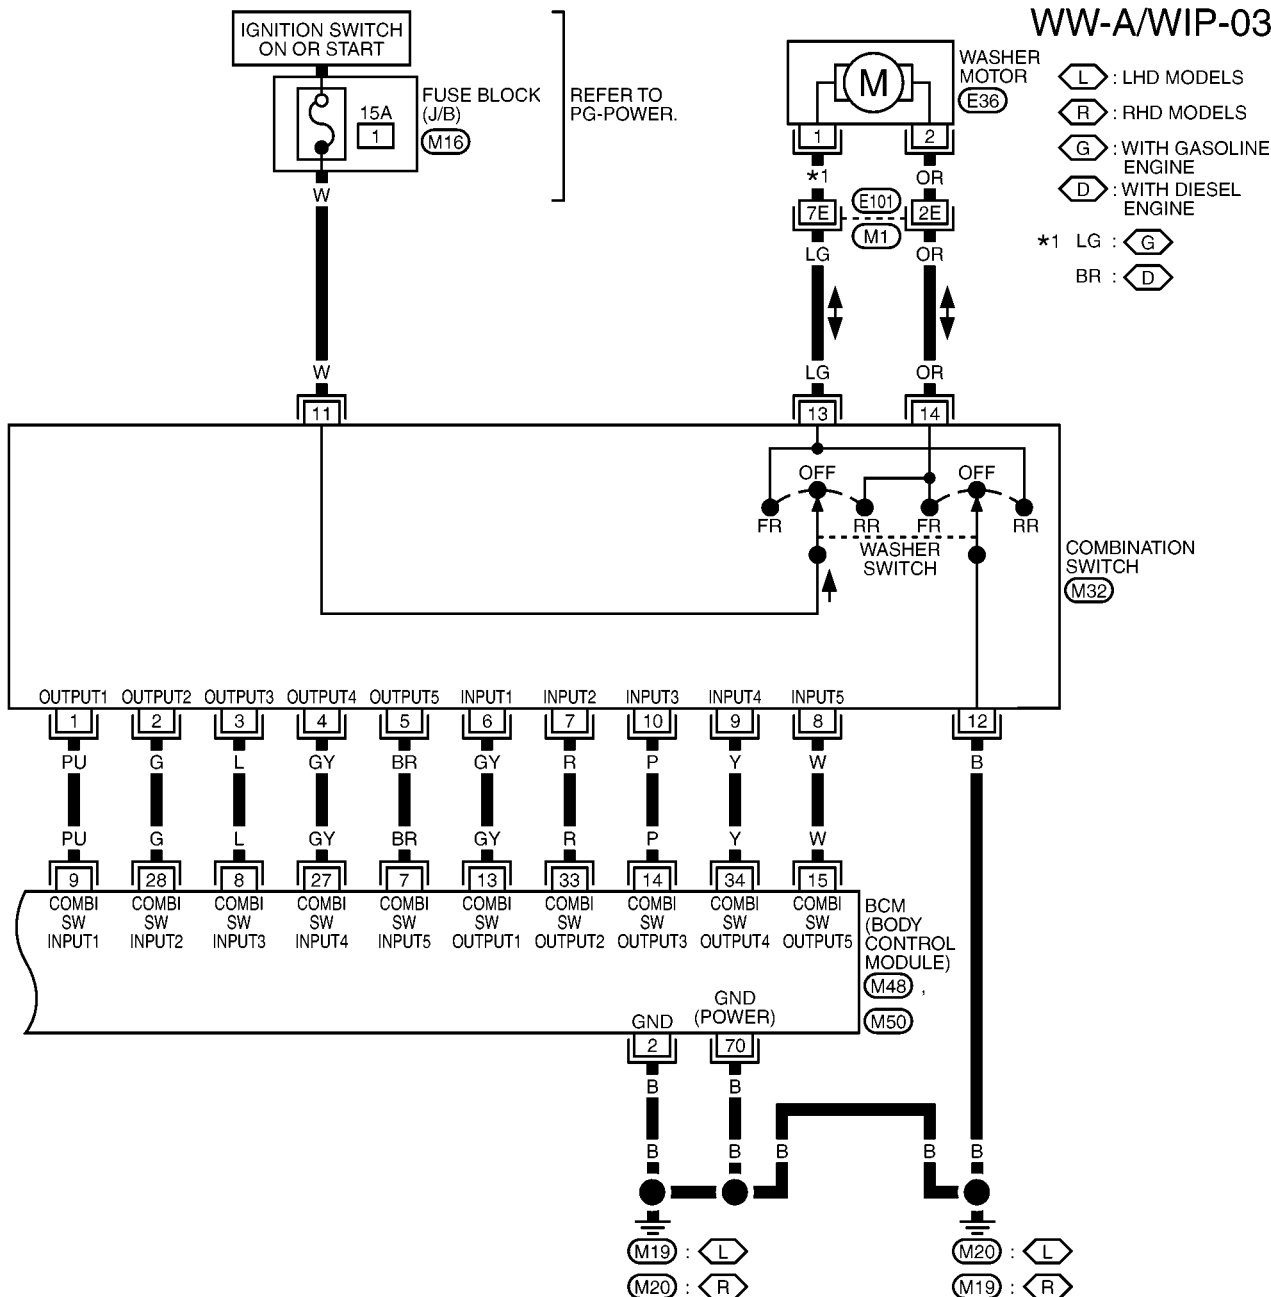 WW-A/WIP-03
IGNITION SWITCH
ON OR START
FUSE BLOCK
(J/B)
M16
15A
1
REFER TO
PG-POWER.
WASHER
MOTOR
E36
M
1 2
L : LHD MODELS
R : RHD MODELS
G : WITH GASOLINE
ENGINE
D : WITH DIESEL
ENGINE
*1 LG : G
BR : D
W
*1 OR
7E E101 2E
M1
LG OR
W LG OR
11 13 14
OFF OFF
FR RR FR RR
WASHER
SWITCH
COMBINATION
SWITCH
M32
OUTPUT1 OUTPUT2 OUTPUT3 OUTPUT4 OUTPUT5 INPUT1 INPUT2 INPUT3 INPUT4 INPUT5
1 2 3 4 5 6 7 10 9 8 12
PU G L GY BR GY R P Y W B
PU G L GY BR GY R P Y W
9 28 8 27 7 13 33 14 34 15
COMBI COMBI COMBI COMBI COMBI COMBI COMBI COMBI COMBI COMBI
SW SW SW SW SW SW SW SW SW SW
INPUT1 INPUT2 INPUT3 INPUT4 INPUT5 OUTPUT1 OUTPUT2 OUTPUT3 OUTPUT4 OUTPUT5
BCM
(BODY
CONTROL
MODULE)
M48 ,
M50
GND GND
(POWER)
2 70
B B
B B B B B
M19 : L M20 : L
M20 : R M19 : R